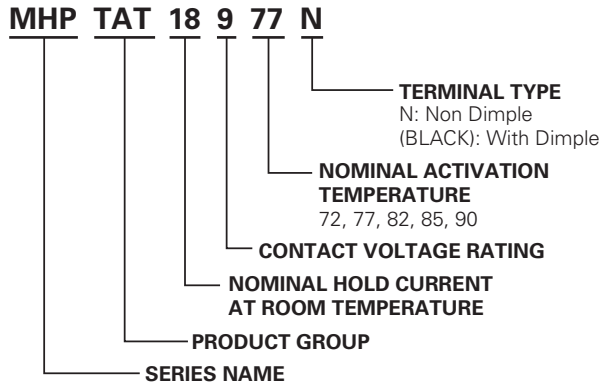 MHP TAT 18 9 77 N
TERMINAL TYPE
N: Non Dimple
(BLACK): With Dimple
NOMINAL ACTIVATION
TEMPERATURE
72, 77, 82, 85, 90
CONTACT VOLTAGE RATING
NOMINAL HOLD CURRENT
AT ROOM TEMPERATURE
PRODUCT GROUP
SERIES NAME